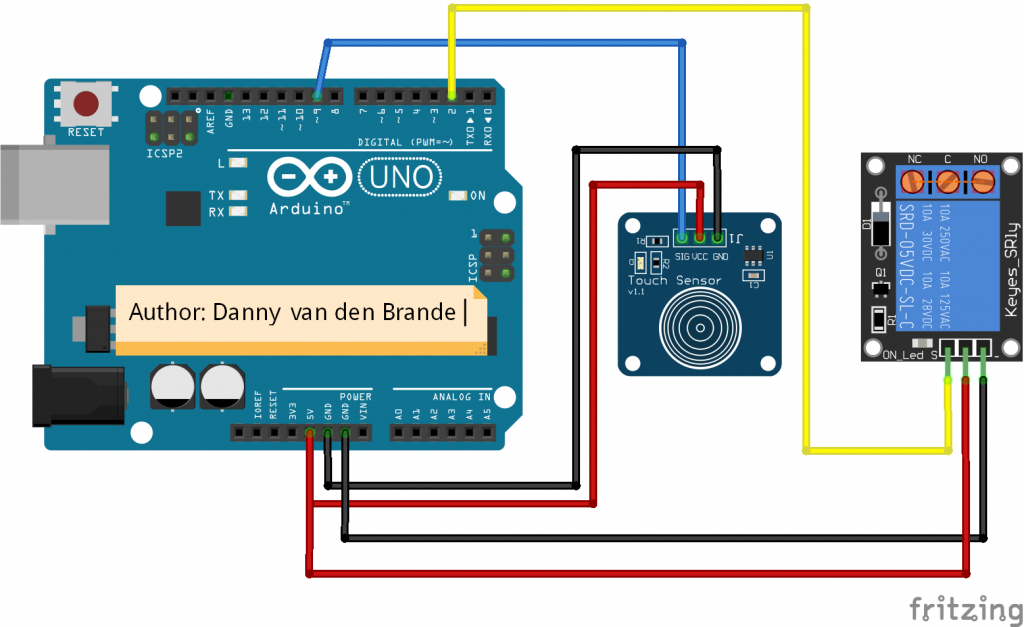 RESET
ICSP2
AREF
GND
13
12
~11
~10
~9
8
7
~6
~5
4
~3
2
TX0▶1
RX0◀0
DIGITAL (PWM=~)
L
TX
RX
UNO
Arduino™
ON
1
ICSP
Author: Danny van den Brande
IOREF
RESET
3V3
5V
GND
GND
VIN
POWER
ANALOG IN
A0
A1
A2
A3
A4
A5
R1
J1
SIG VCC GND
D
R2
U1
C1
Touch Sensor
v1.1
NC C NO
D1
Q1
R1
SRD-05VDC-SL-C
10A 30VDC 10A 28VDC
10A 250VAC 10A 125VAC
Keyes_SRly
ON_Led S -
fritzing